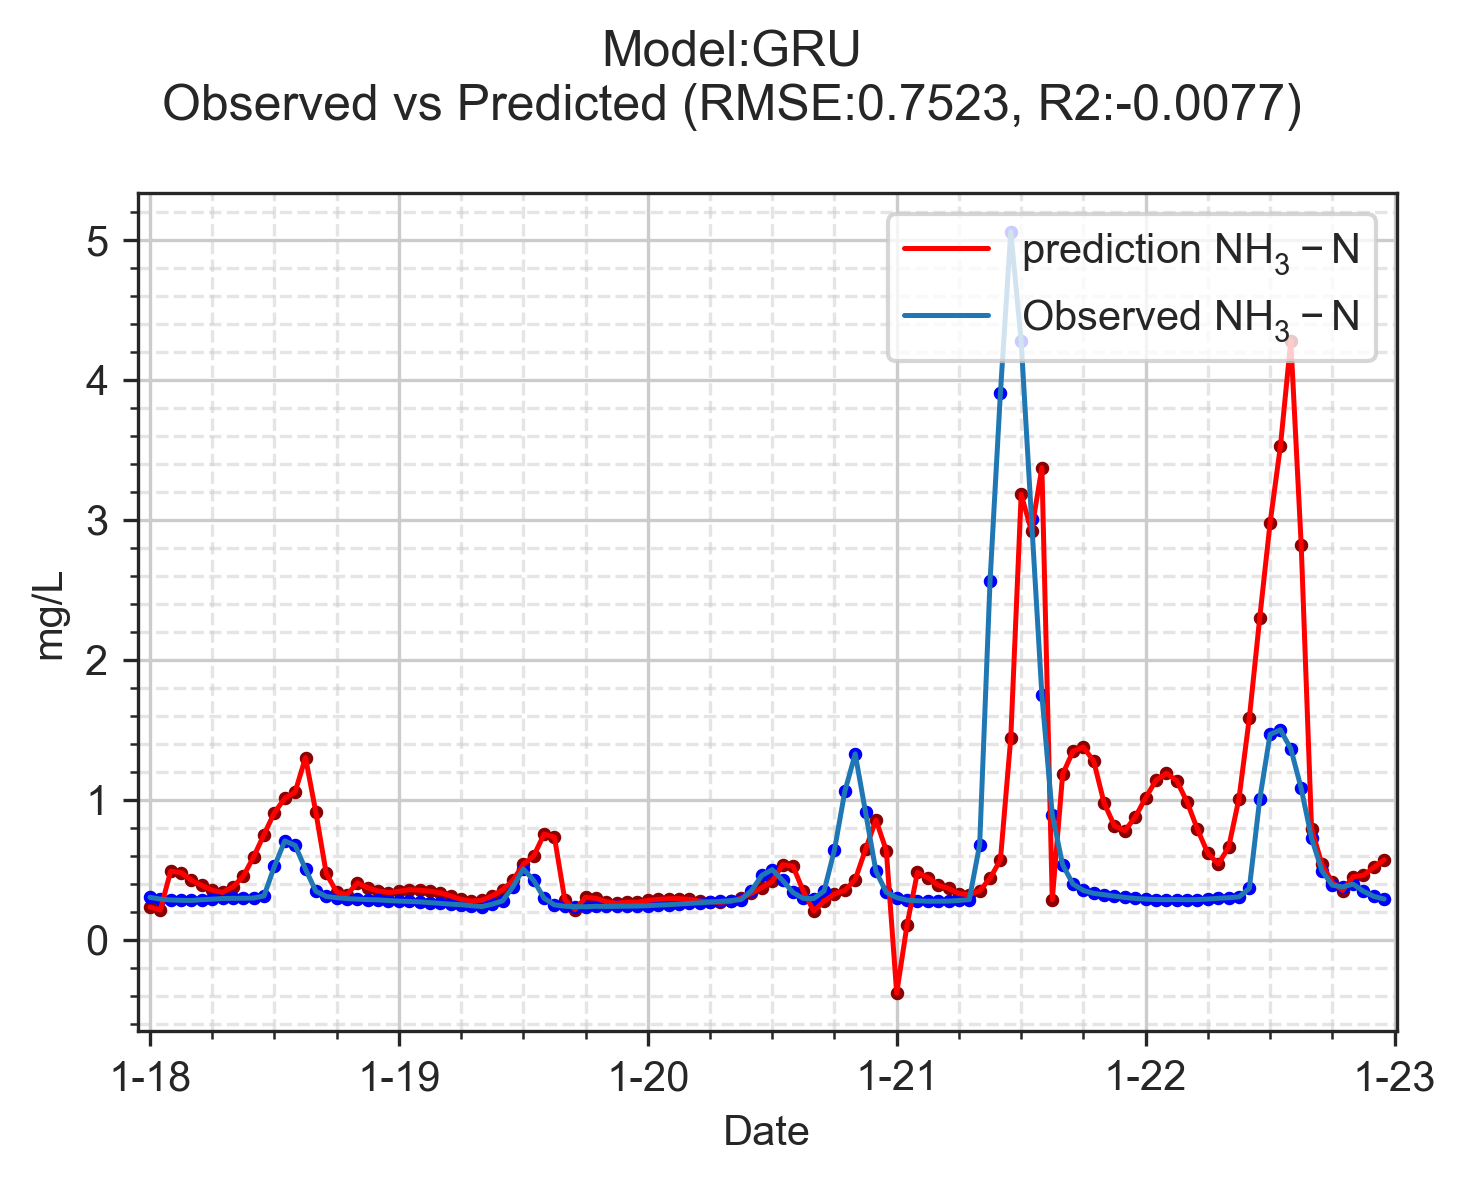 Model:GRU
Observed vs Predicted (RMSE:0.7523, R2:-0.0077)
prediction NH₃ − N
Observed NH₃ − N
5
4
3
2
1
0
mg/L
1-18 1-19 1-20 1-21 1-22 1-23
Date